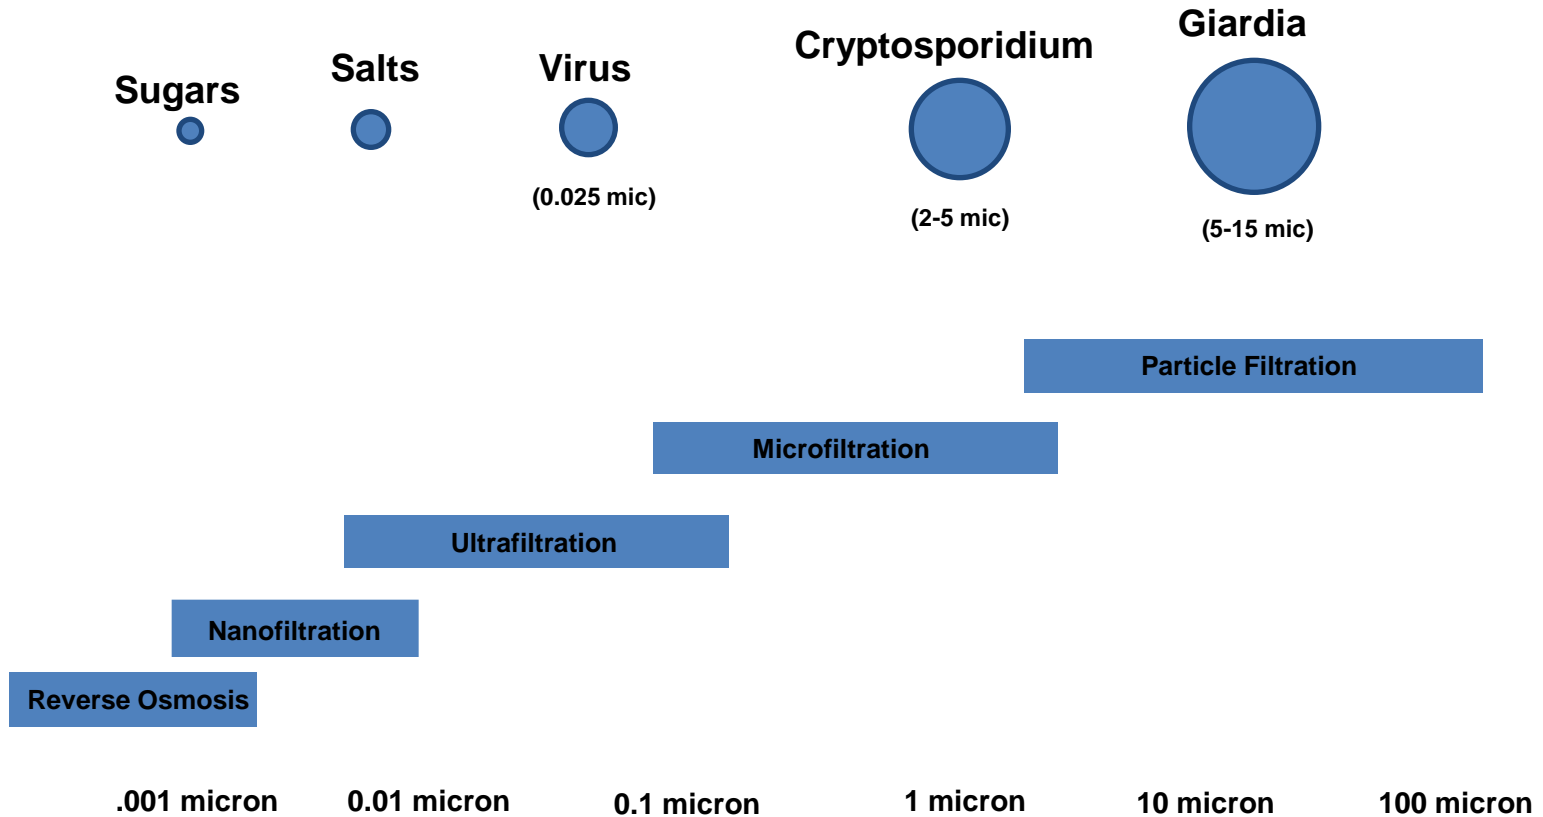 Sugars
Salts
Virus
Cryptosporidium
Giardia
(0.025 mic)
(2-5 mic)
(5-15 mic)
Particle Filtration
Microfiltration
Ultrafiltration
Nanofiltration
Reverse Osmosis
.001 micron
0.01 micron
0.1 micron
1 micron
10 micron
100 micron